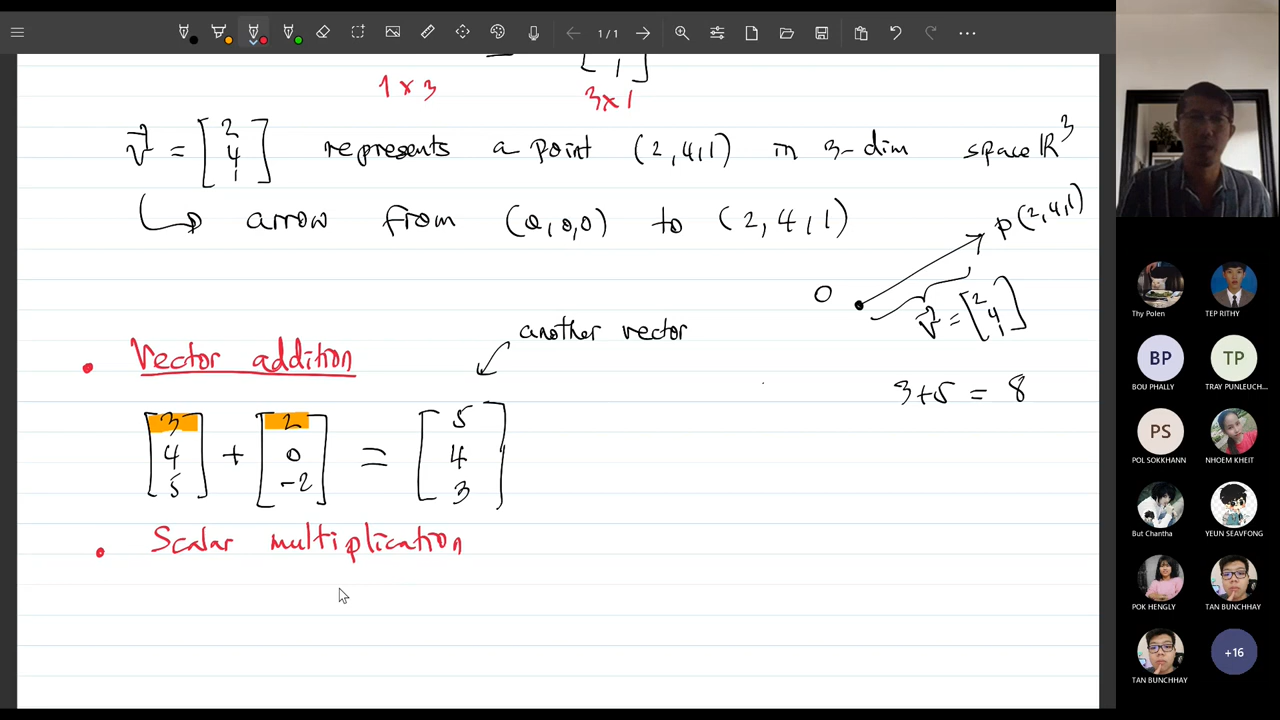 1/1
1 x 3
1
3x1
v⃗ = [2 4 1] represents a point (2,4,1) in 3-dim space ℝ³
↳ arrow from (0,0,0) to (2,4,1)
P(2,4,1)
O
v⃗ = [2 4 1]
another vector
• Vector addition
3+5 = 8
[3 4 5] + [2 0 -2] = [5 4 3]
• Scalar multiplication
Thy Polen
TEP RITHY
BP
TP
BOU PHALLY
TRAY PUNLEUCH...
PS
POL SOKKHANN
NHOEM KHEIT
But Chantha
YEUN SEAVFONG
POK HENGLY
TAN BUNCHHAY
TAN BUNCHHAY
+16